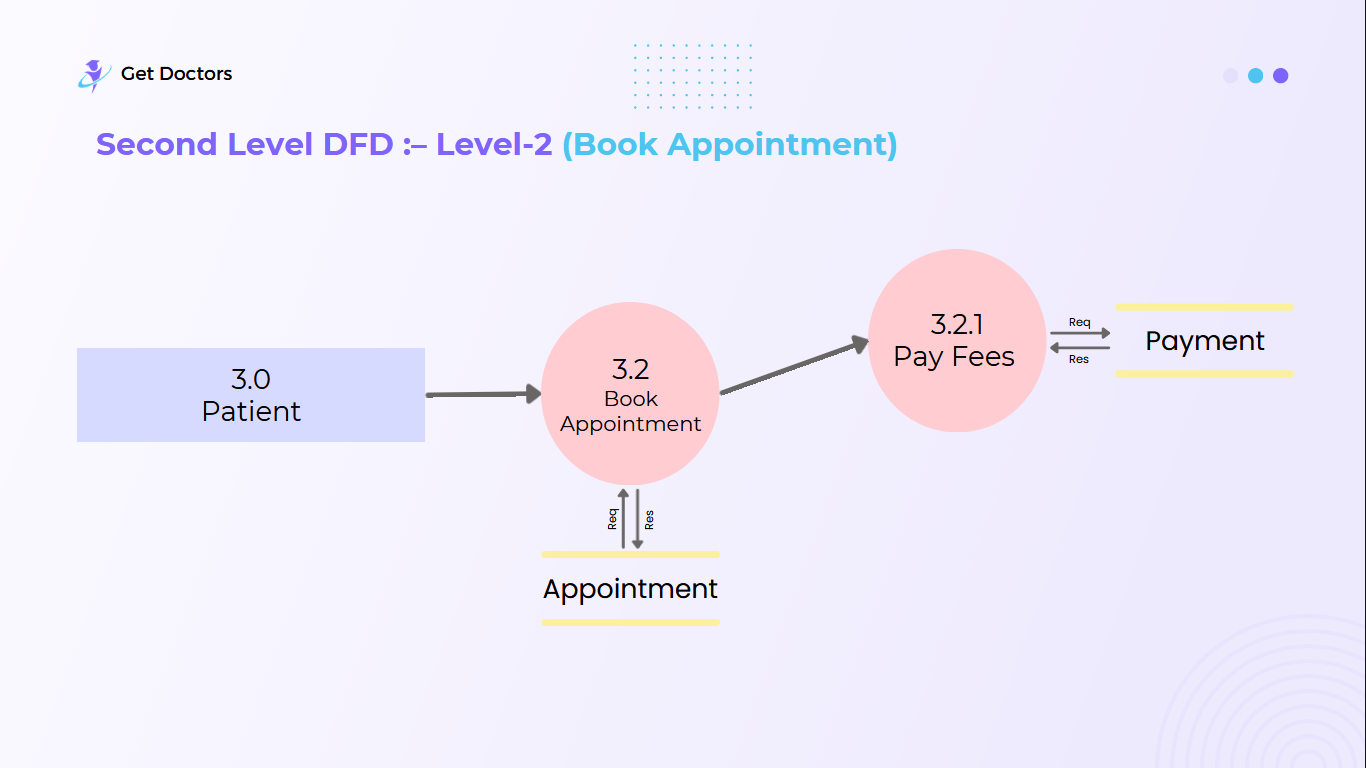 Get Doctors
Second Level DFD :– Level-2 (Book Appointment)
3.0
Patient
3.2
Book
Appointment
3.2.1
Pay Fees
Req
Res
Payment
Req
Res
Appointment